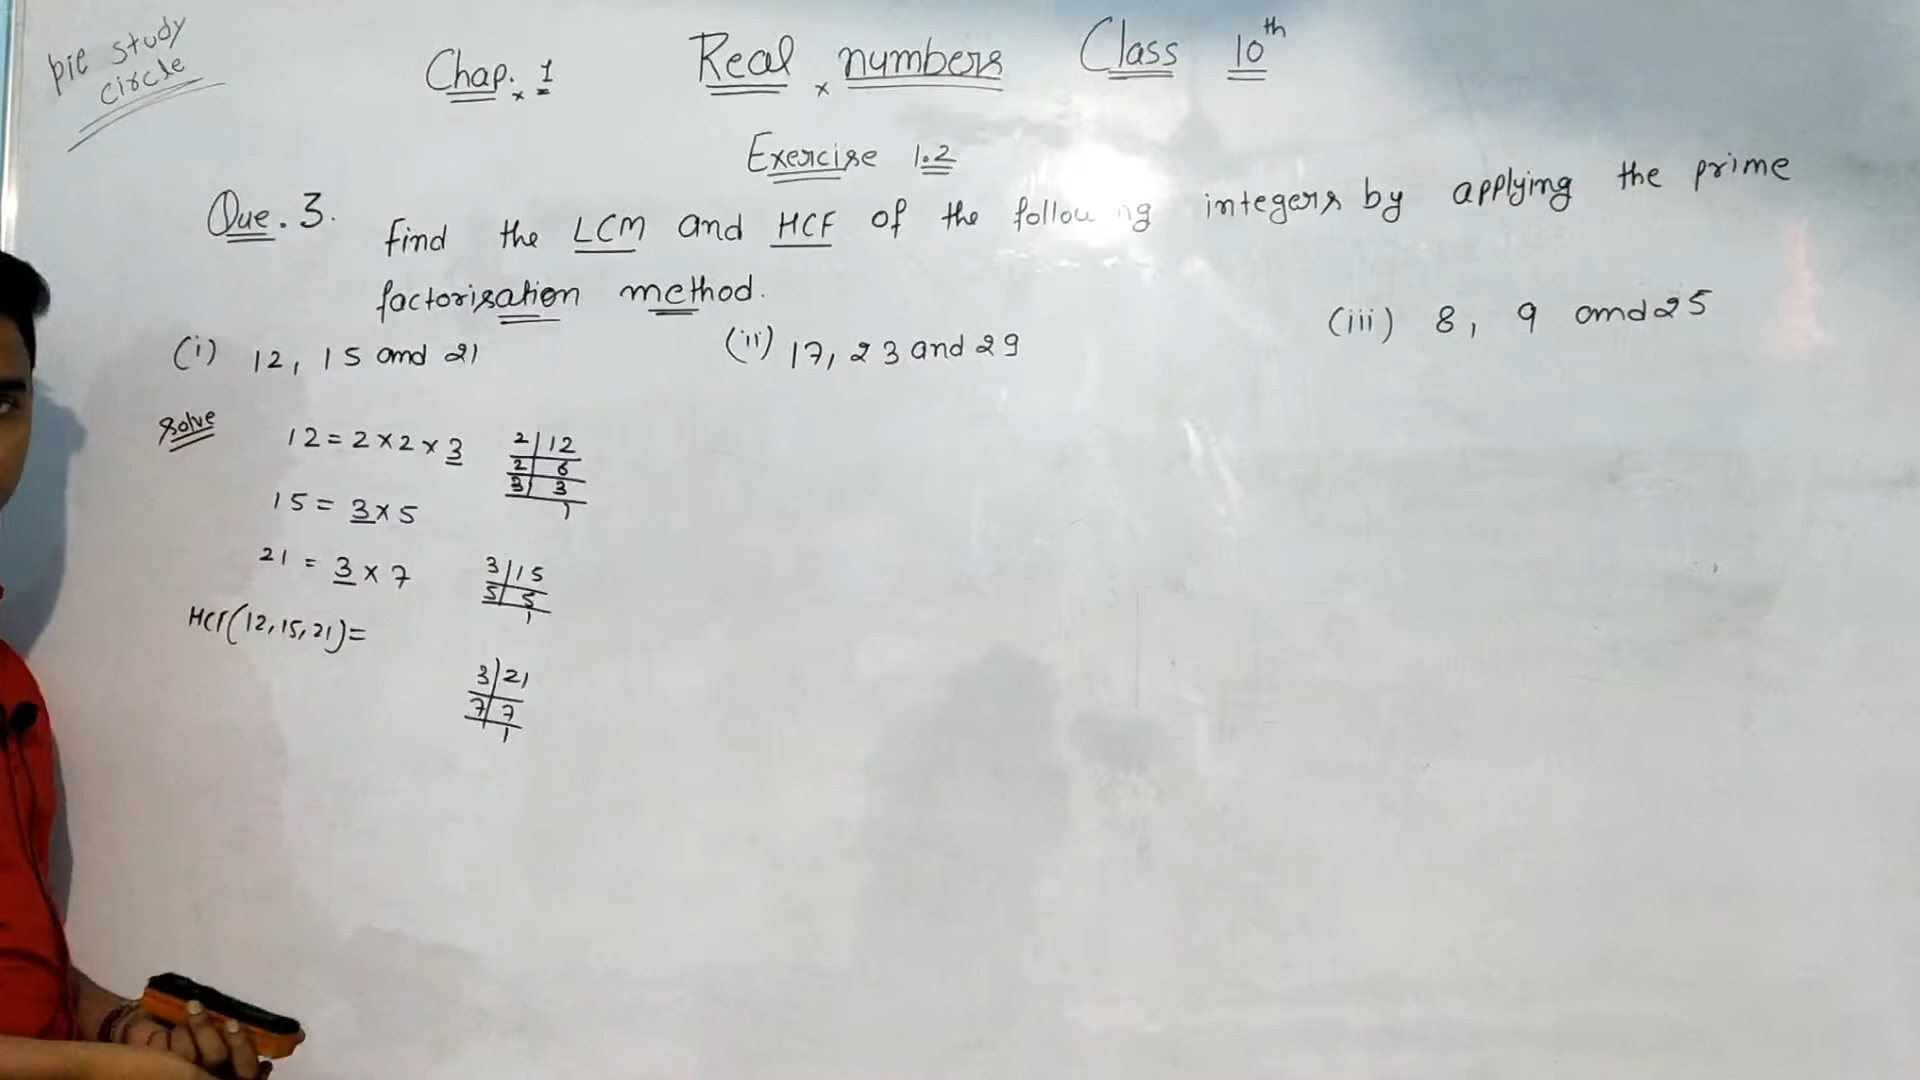 pie study
circle
Chap. 1 Real numbers Class 10th
Exercise 1.2
Que. 3. find the LCM and HCF of the following integers by applying the prime
factorisation method.
(i) 12, 15 and 21 (ii) 17, 23 and 29 (iii) 8, 9 and 25
Solve
12 = 2 × 2 × 3
15 = 3 × 5
21 = 3 × 7
HCF(12, 15, 21) =
2 | 12
2 | 6
3 | 3
1
3 | 15
5 | 5
1
3 | 21
7 | 7
1